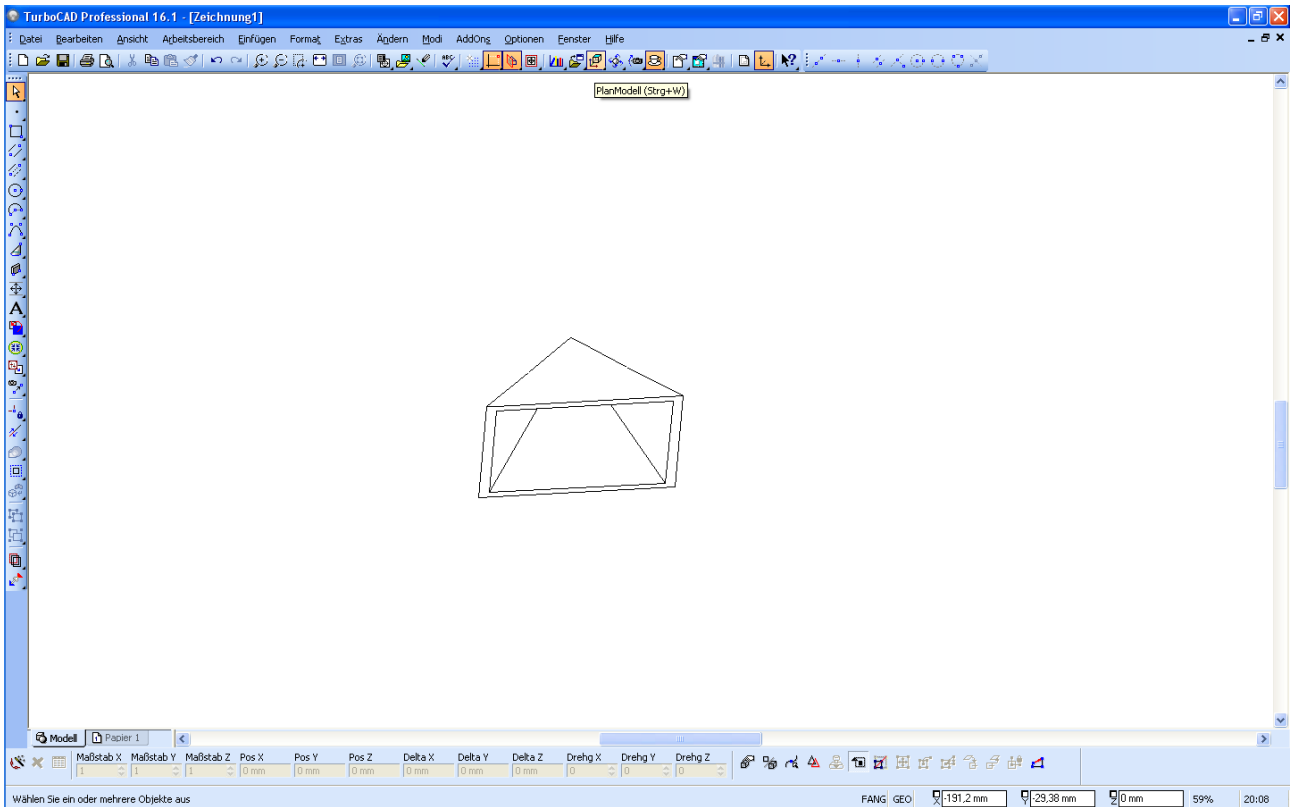 TurboCAD Professional 16.1 - [Zeichnung1]
Datei Bearbeiten Ansicht Arbeitsbereich Einfügen Format Extras Ändern Modi AddOns Optionen Fenster Hilfe
PlanModell (Strg+W)
Modell Papier 1
Maßstab X Maßstab Y Maßstab Z Pos X Pos Y Pos Z Delta X Delta Y Delta Z Drehg X Drehg Y Drehg Z
1 1 1 0 mm 0 mm 0 mm 0 mm 0 mm 0 mm 0 0 0
Wählen Sie ein oder mehrere Objekte aus FANG GEO X -191,2 mm Y -29,38 mm Z 0 mm 59% 20:08